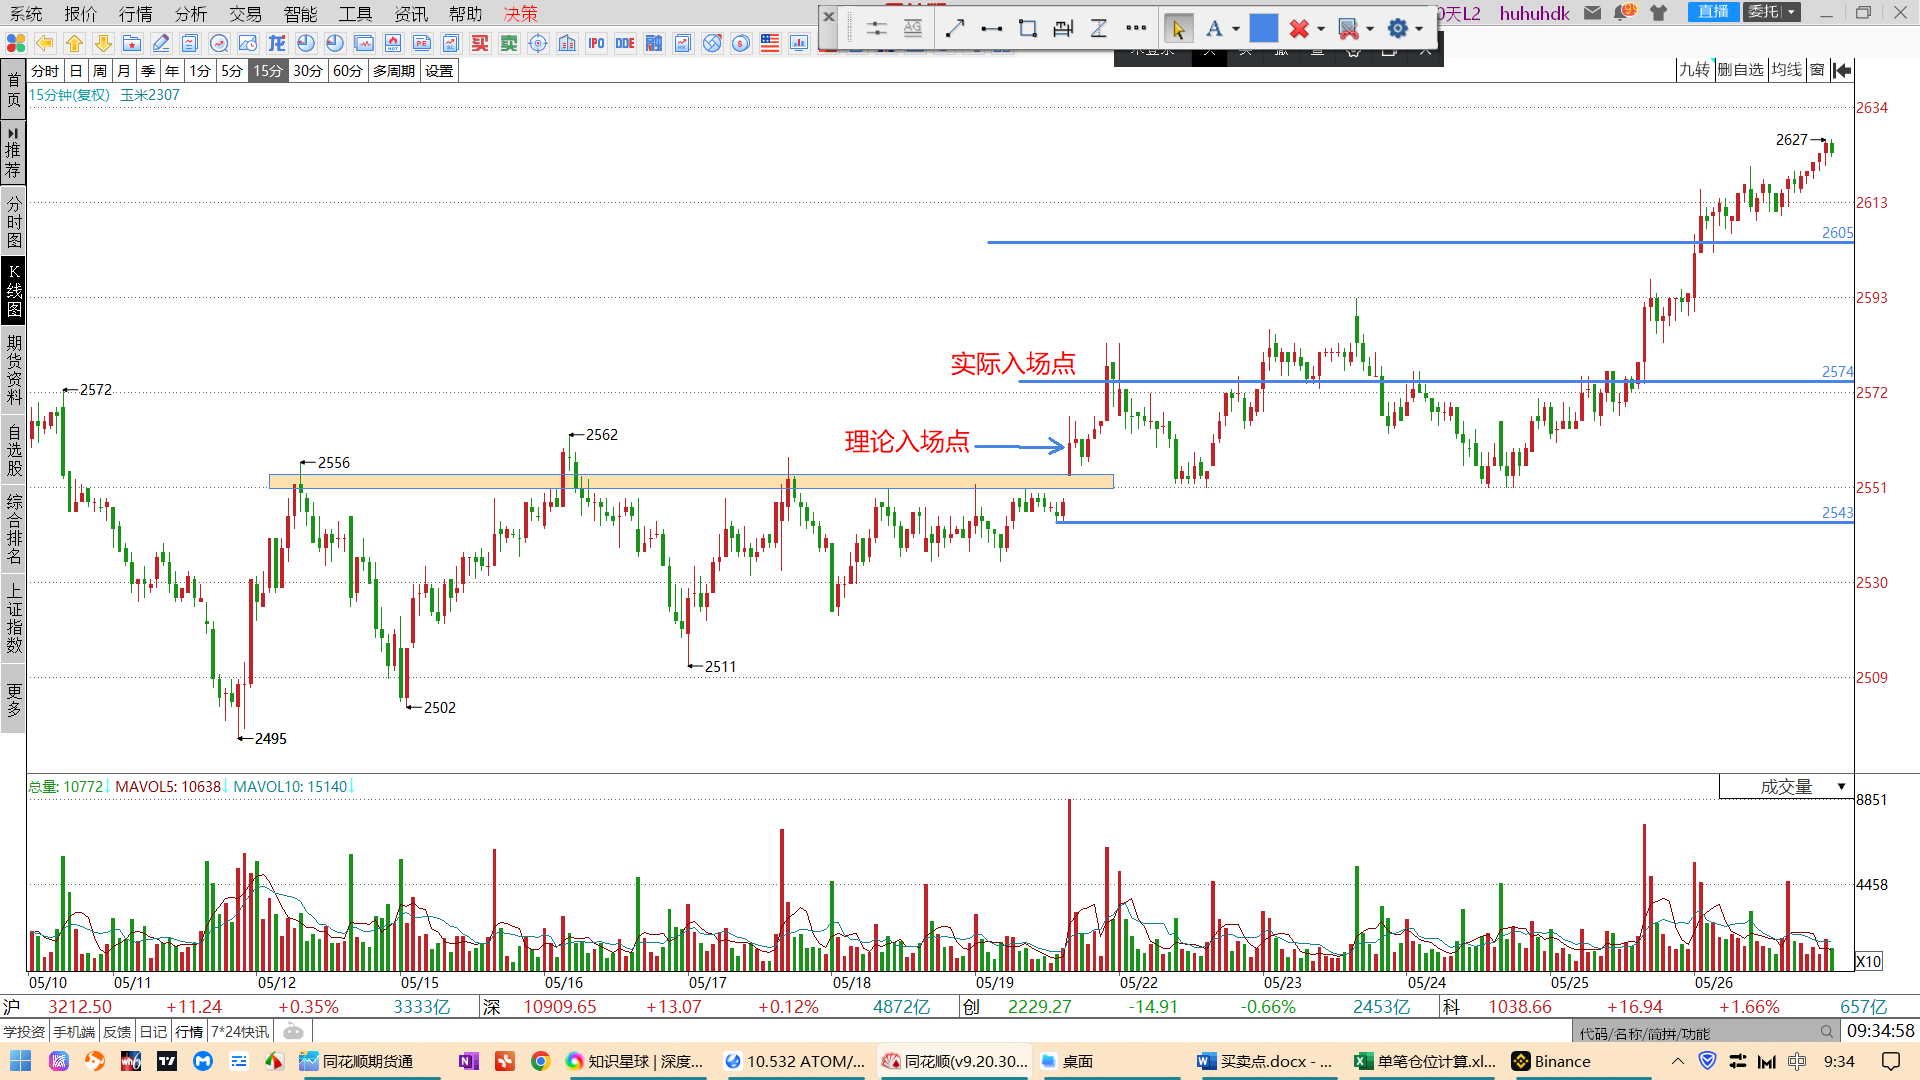 系统 报价 行情 分析 交易 智能 工具 资讯 帮助 决策
0天L2 huhuhdk 9 直播 委托
买 卖 IPO DDE 融
分时 日 周 月 季 年 1分 5分 15分 30分 60分 多周期 设置
九转 删自选 均线 窗
首页
推荐
分时图
K线图
期货资料
自选股
综合排名
上证指数
更多
15分钟(复权) 玉米2307
2634
2627
2613
2605
2593
实际入场点
2574
2572
2572
理论入场点
2562
2556
2551
2543
2530
2511
2509
2502
2495
总量: 10772 MAVOL5: 10638 MAVOL10: 15140
成交量
8851
4458
X10
05/10 05/11 05/12 05/15 05/16 05/17 05/18 05/19 05/22 05/23 05/24 05/25 05/26
沪 3212.50 +11.24 +0.35% 3333亿 深 10909.65 +13.07 +0.12% 4872亿 创 2229.27 -14.91 -0.66% 2453亿 科 1038.66 +16.94 +1.66% 657亿
学投资 手机端 反馈 日记 行情 7*24快讯
代码/名称/简拼/功能 09:34:58
同花顺期货通 知识星球 | 深度... 10.532 ATOM/... 同花顺(v9.20.30... 桌面 买卖点.docx - ... 单笔仓位计算.xl... Binance 9:34